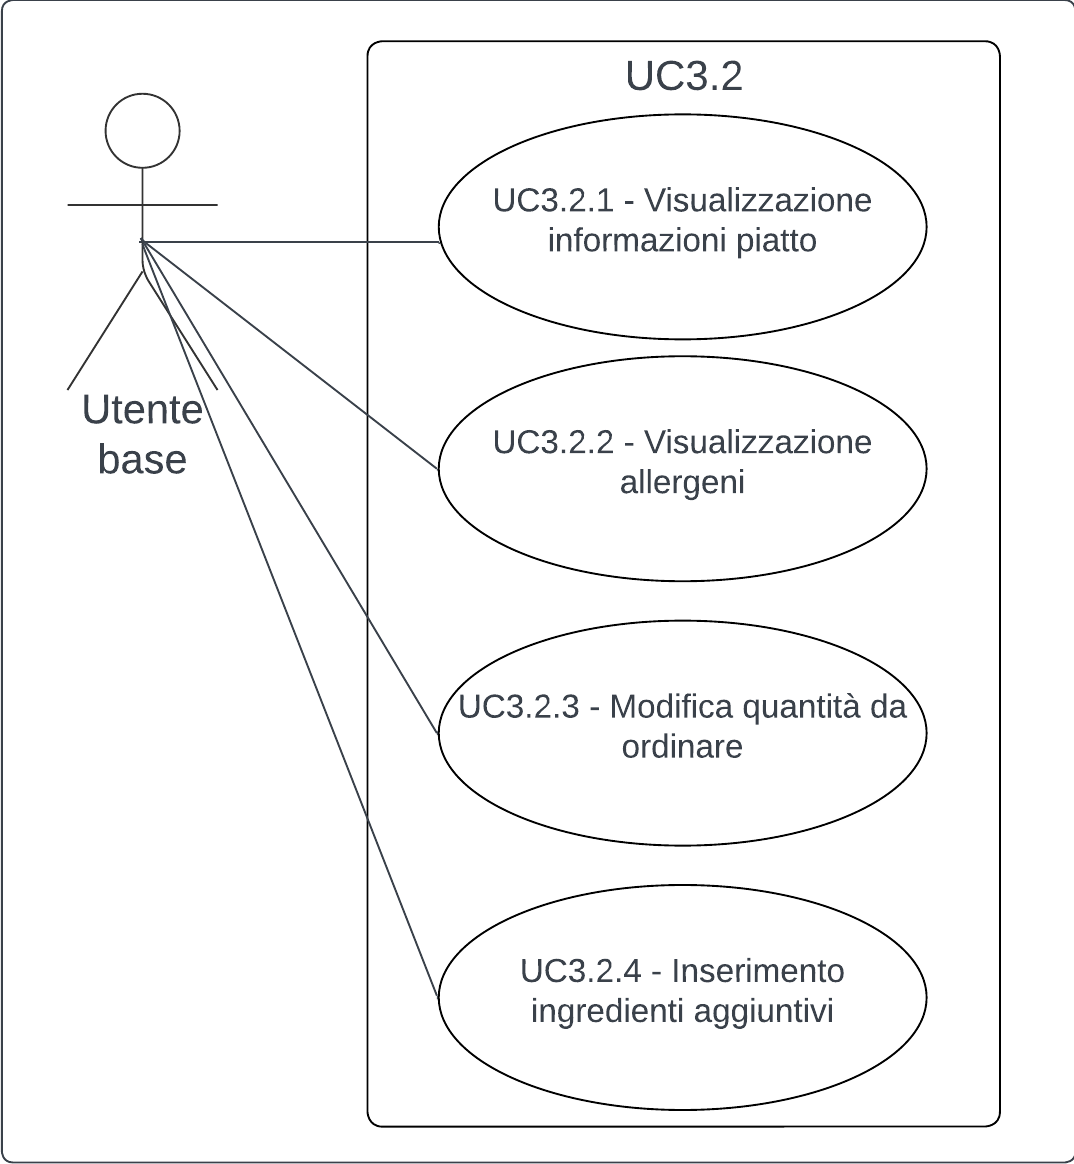 UC3.2
UC3.2.1 - Visualizzazione
informazioni piatto
Utente
base
UC3.2.2 - Visualizzazione
allergeni
UC3.2.3 - Modifica quantità da
ordinare
UC3.2.4 - Inserimento
ingredienti aggiuntivi